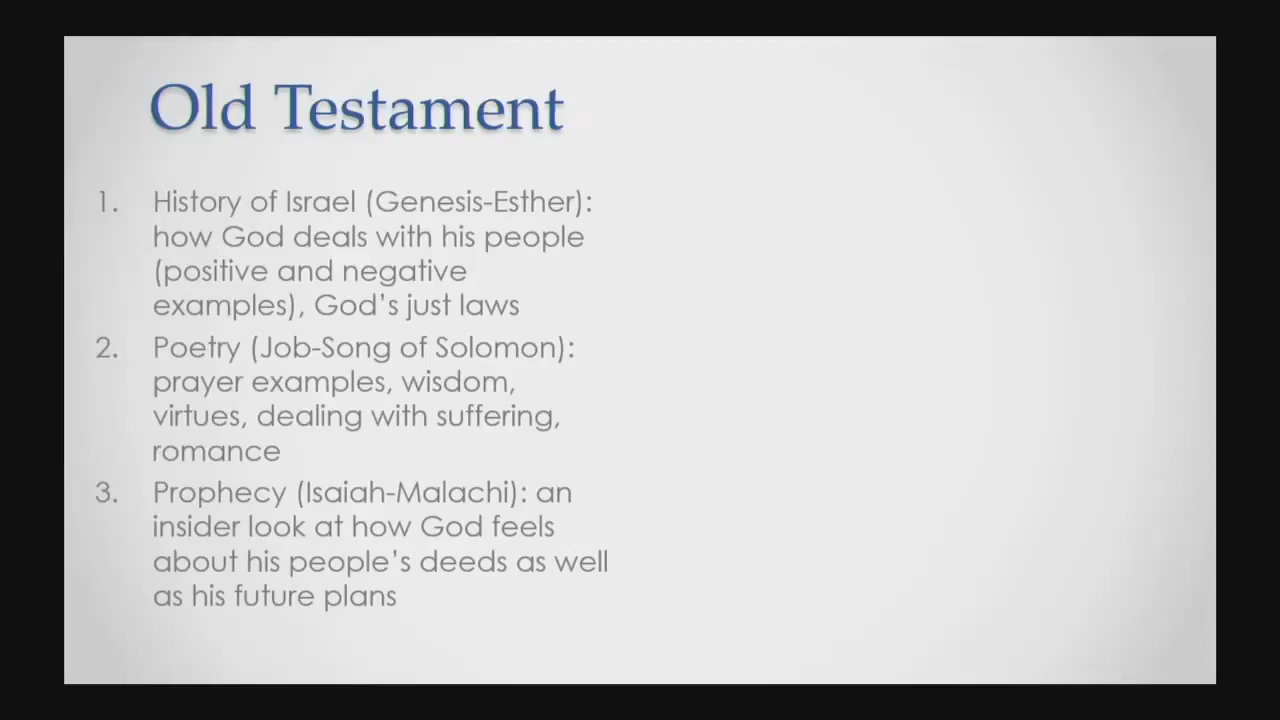 Old Testament
1. History of Israel (Genesis-Esther):
how God deals with his people
(positive and negative
examples), God’s just laws
2. Poetry (Job-Song of Solomon):
prayer examples, wisdom,
virtues, dealing with suffering,
romance
3. Prophecy (Isaiah-Malachi): an
insider look at how God feels
about his people’s deeds as well
as his future plans